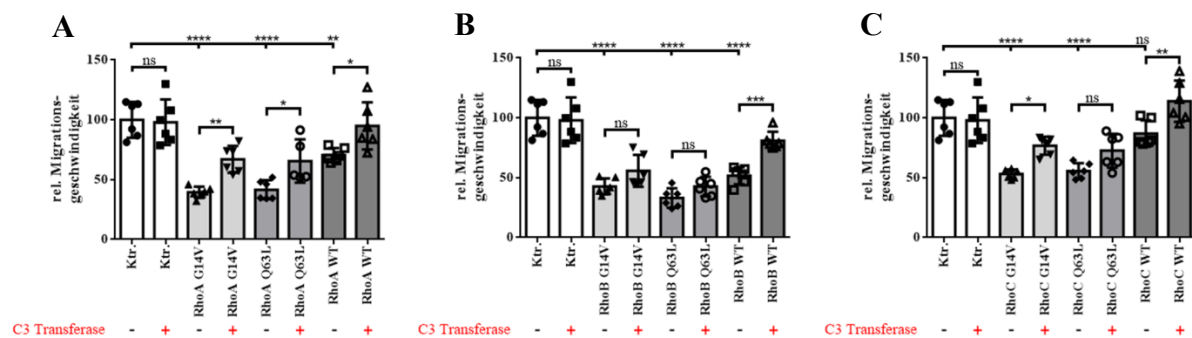 A
rel. Migrations-
geschwindigkeit
150
100
50
0
ns
**
*
*
****
****
**
Ktr.
Ktr.
RhoA G14V
RhoA G14V
RhoA Q63L
RhoA Q63L
RhoA WT
RhoA WT
C3 Transferase
- + - + - + - +
B
rel. Migrations-
geschwindigkeit
150
100
50
0
ns
ns
ns
***
****
****
****
Ktr.
Ktr.
RhoB G14V
RhoB G14V
RhoB Q63L
RhoB Q63L
RhoB WT
RhoB WT
C3 Transferase
- + - + - + - +
C
rel. Migrations-
geschwindigkeit
150
100
50
0
ns
*
ns
**
****
****
ns
Ktr.
Ktr.
RhoC G14V
RhoC G14V
RhoC Q63L
RhoC Q63L
RhoC WT
RhoC WT
C3 Transferase
- + - + - + - +